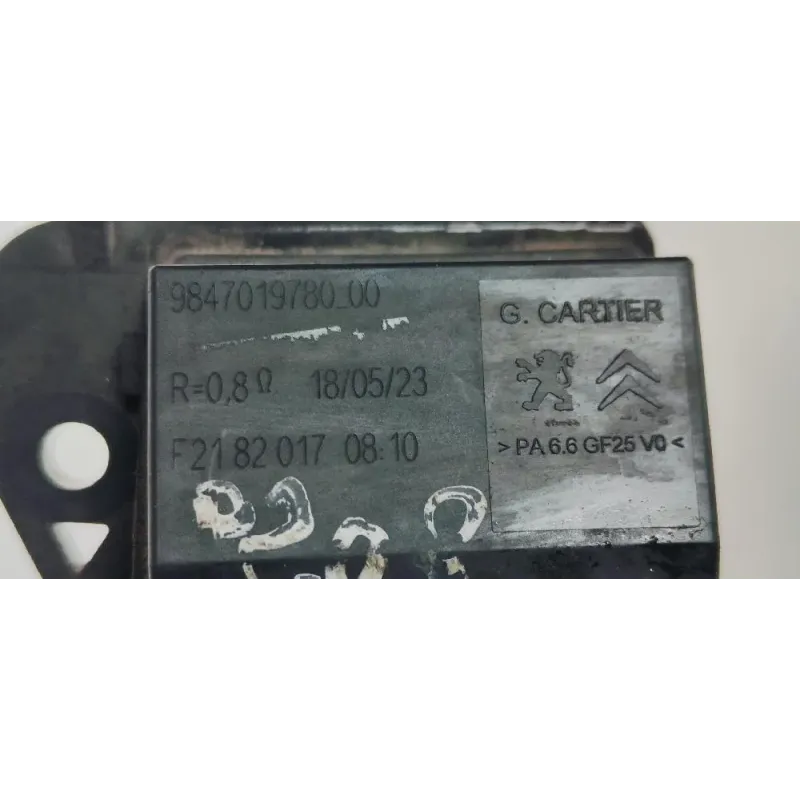 9847019780_00
G. CARTIER
R=0,8 Ω 18/05/23
F21 82 017 08:10
>PA 6.6 GF25 V0<